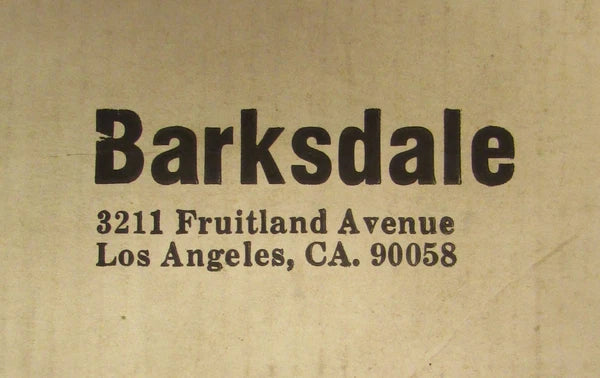 Barksdale
3211 Fruitland Avenue
Los Angeles, CA. 90058